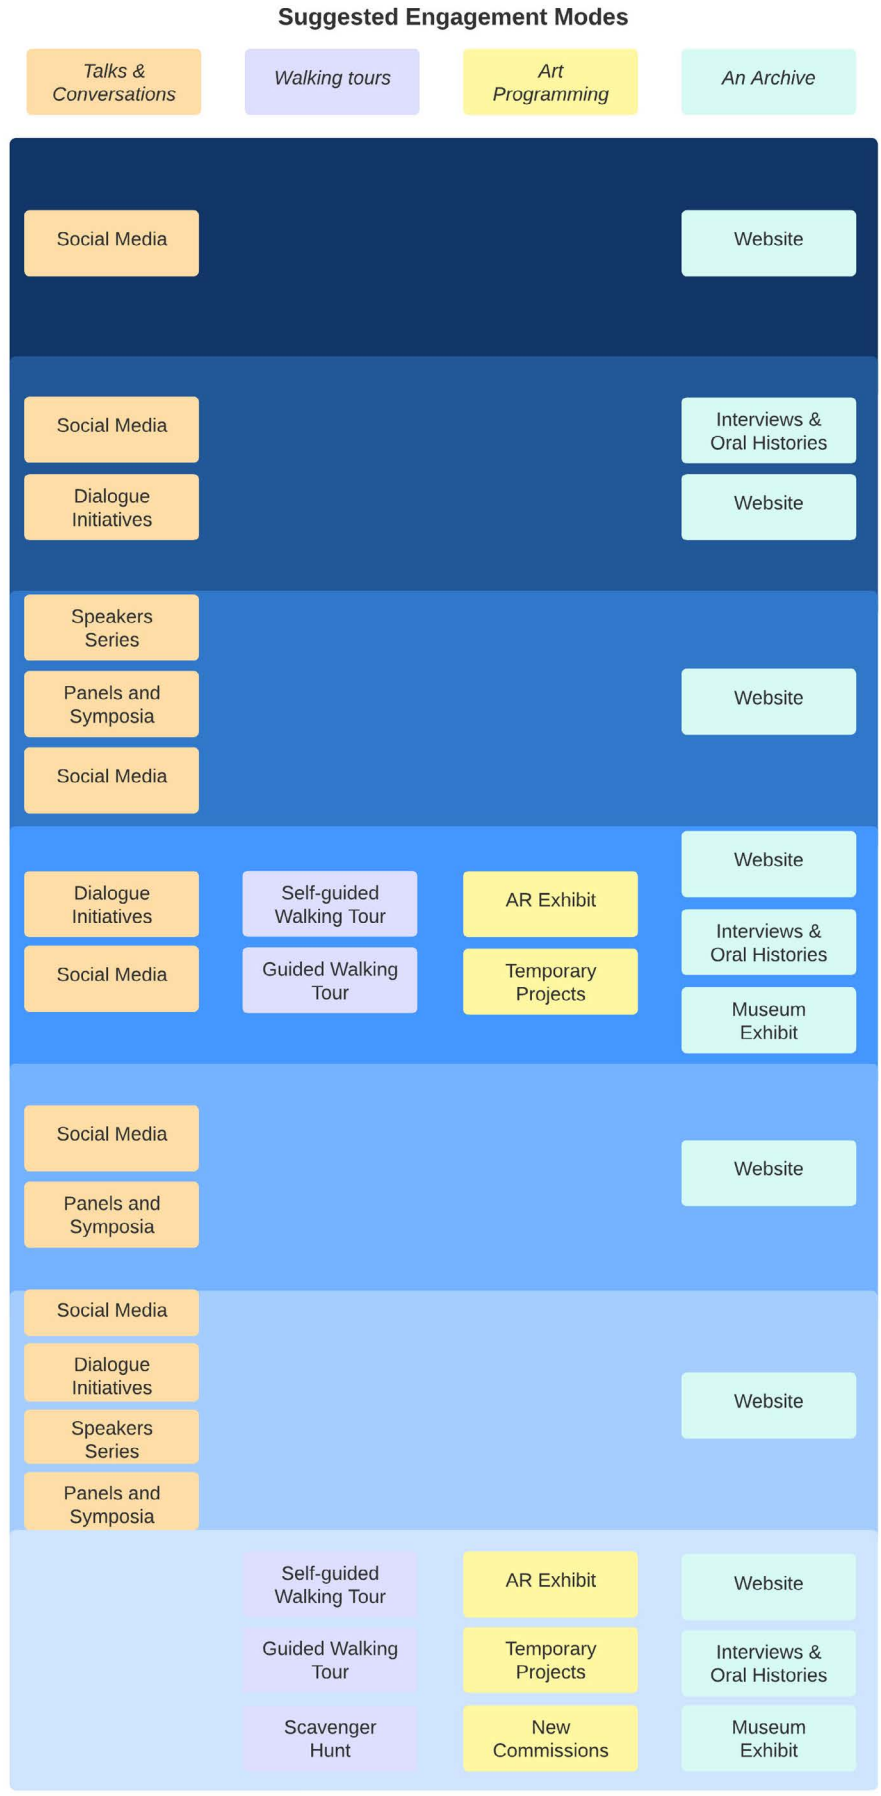 Suggested Engagement Modes
Talks &
Conversations
Walking tours
Art
Programming
An Archive
Social Media
Website
Social Media
Interviews &
Oral Histories
Dialogue
Initiatives
Website
Speakers
Series
Panels and
Symposia
Website
Social Media
Website
Dialogue
Initiatives
Self-guided
Walking Tour
AR Exhibit
Interviews &
Oral Histories
Social Media
Guided Walking
Tour
Temporary
Projects
Museum
Exhibit
Social Media
Website
Panels and
Symposia
Social Media
Dialogue
Initiatives
Website
Speakers
Series
Panels and
Symposia
Self-guided
Walking Tour
AR Exhibit
Website
Guided Walking
Tour
Temporary
Projects
Interviews &
Oral Histories
Scavenger
Hunt
New
Commissions
Museum
Exhibit